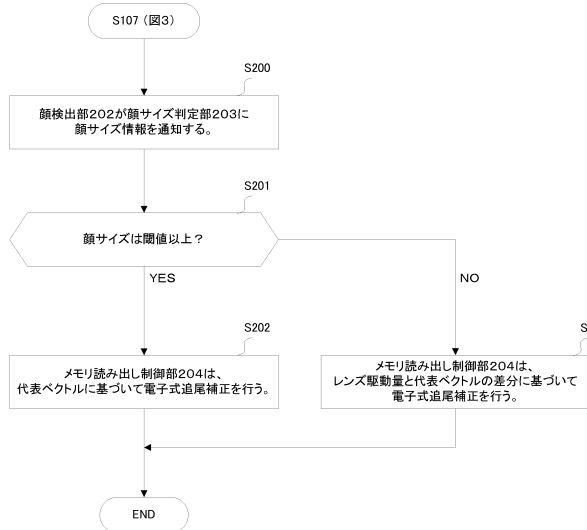 S107 (図3)
S200
顔検出部202が顔サイズ判定部203に
顔サイズ情報を通知する。
S201
顔サイズは閾値以上？
YES
NO
S202
メモリ読み出し制御部204は、
代表ベクトルに基づいて電子式追尾補正を行う。
メモリ読み出し制御部204は、
レンズ駆動量と代表ベクトルの差分に基づいて
電子式追尾補正を行う。
END